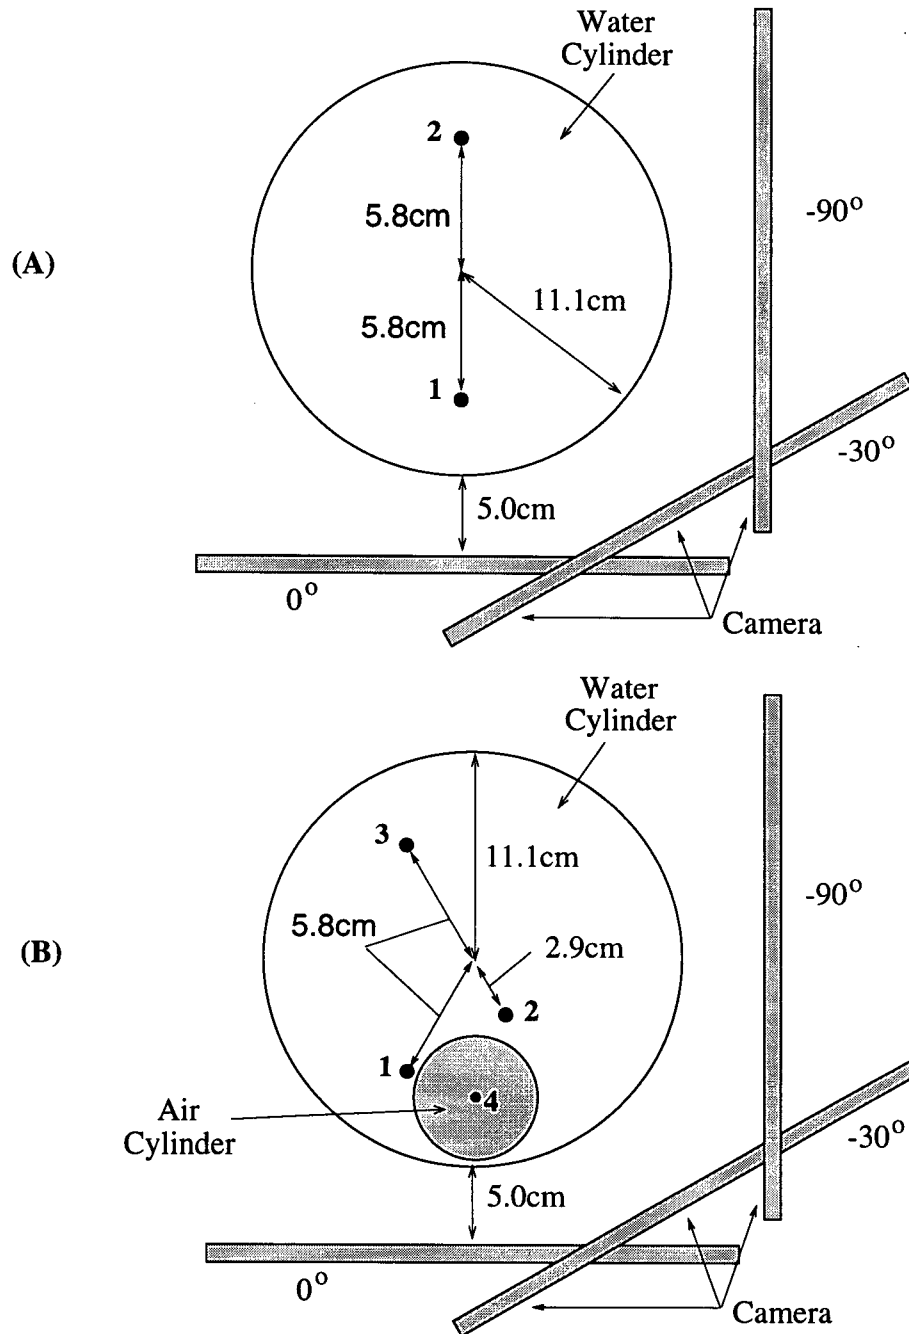 Water
Cylinder
2
-90°
5.8cm
(A)
11.1cm
5.8cm
1
-30°
5.0cm
0°
Camera
Water
Cylinder
3
11.1cm
-90°
5.8cm
(B)
2.9cm
2
1
4
Air
Cylinder
-30°
5.0cm
0°
Camera